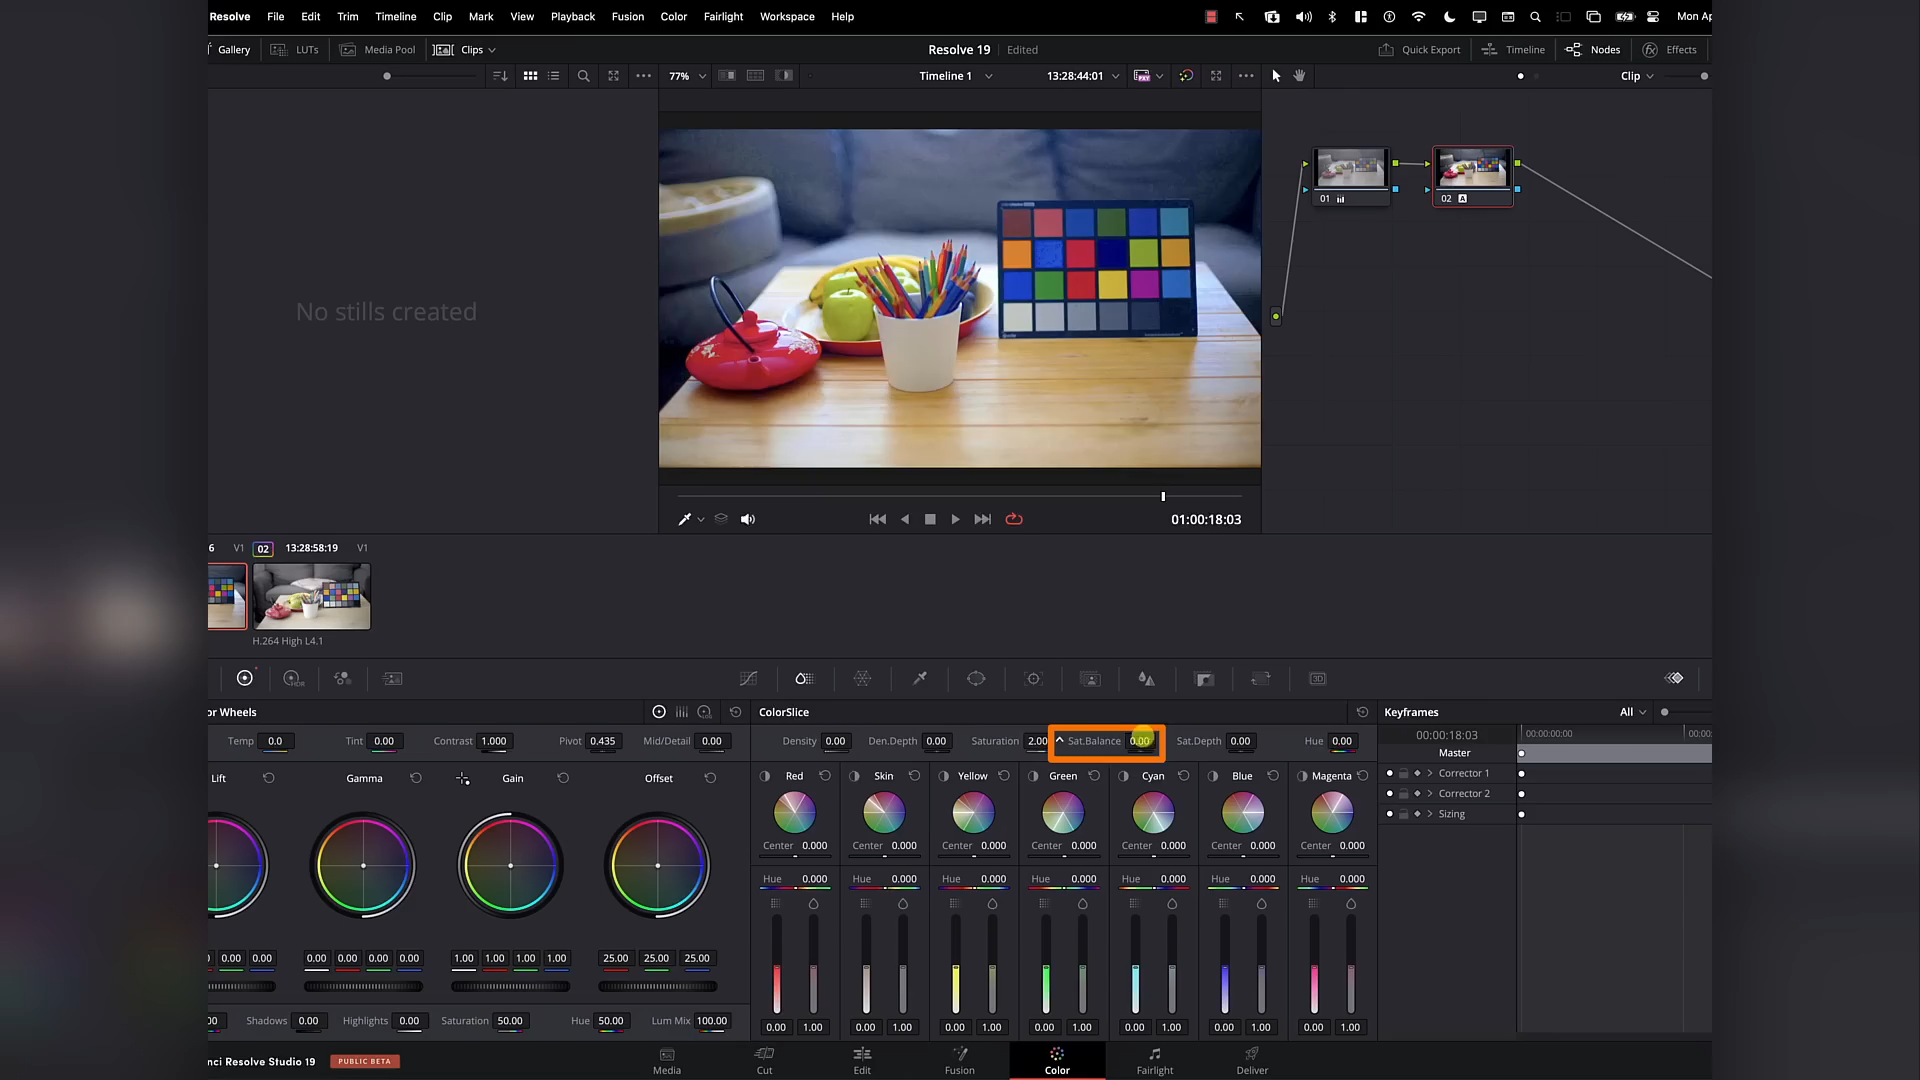 Resolve File Edit Trim Timeline Clip Mark View Playback Fusion Color Fairlight Workspace Help Mon Ap
Gallery LUTs Media Pool Clips Resolve 19 Edited Quick Export Timeline Nodes Effects
77% Timeline 1 13:28:44:01 Clip
No stills created
01 02
01:00:18:03
6 V1 02 13:28:58:19 V1
H.264 High L4.1
or Wheels ColorSlice Keyframes All
Temp 0.0 Tint 0.00 Contrast 1.000 Pivot 0.435 Mid/Detail 0.00
Density 0.00 Den.Depth 0.00 Saturation 2.00 Sat.Balance 0.00 Sat.Depth 0.00 Hue 0.00
00:00:18:03 00:00:00:00 00:00
Master
Lift Gamma Gain Offset
Red Skin Yellow Green Cyan Blue Magenta
Corrector 1
Corrector 2
Sizing
Center 0.000 Center 0.000 Center 0.000 Center 0.000 Center 0.000 Center 0.000 Center 0.000
Hue 0.000 Hue 0.000 Hue 0.000 Hue 0.000 Hue 0.000 Hue 0.000 Hue 0.000
0.00 0.00 0.00 0.00 0.00 0.00 1.00 1.00 1.00 1.00 25.00 25.00 25.00
00 Shadows 0.00 Highlights 0.00 Saturation 50.00 Hue 50.00 Lum Mix 100.00
0.00 1.00 0.00 1.00 0.00 1.00 0.00 1.00 0.00 1.00 0.00 1.00 0.00 1.00
nci Resolve Studio 19 PUBLIC BETA
Media Cut Edit Fusion Color Fairlight Deliver